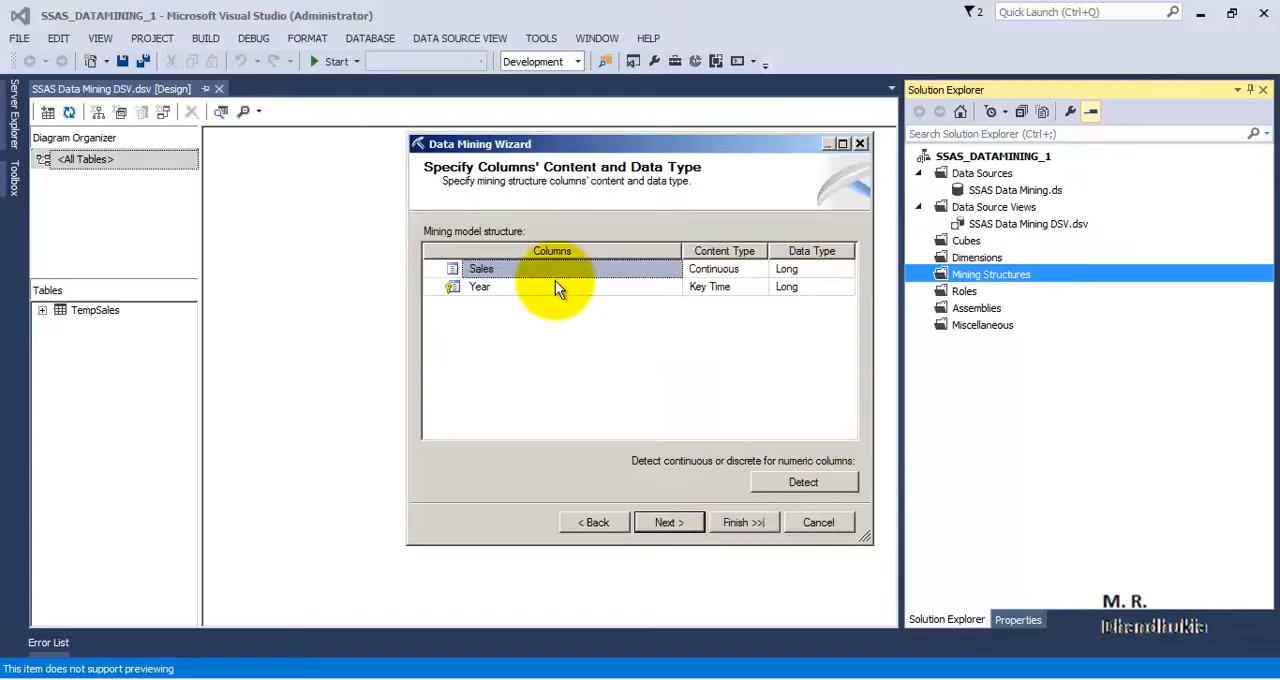 SSAS_DATAMINING_1 - Microsoft Visual Studio (Administrator)
2
Quick Launch (Ctrl+Q)
FILE EDIT VIEW PROJECT BUILD DEBUG FORMAT DATABASE DATA SOURCE VIEW TOOLS WINDOW HELP
Start
Development
Server Explorer
Toolbox
SSAS Data Mining DSV.dsv [Design]
Diagram Organizer
<All Tables>
Tables
TempSales
Data Mining Wizard
Specify Columns' Content and Data Type
Specify mining structure columns' content and data type.
Mining model structure:
Columns Content Type Data Type
Sales Continuous Long
Year Key Time Long
Detect continuous or discrete for numeric columns:
Detect
< Back Next > Finish >>| Cancel
Solution Explorer
Search Solution Explorer (Ctrl+;)
SSAS_DATAMINING_1
Data Sources
SSAS Data Mining.ds
Data Source Views
SSAS Data Mining DSV.dsv
Cubes
Dimensions
Mining Structures
Roles
Assemblies
Miscellaneous
M. R.
Dhandhukia
Solution Explorer Properties
Error List
This item does not support previewing